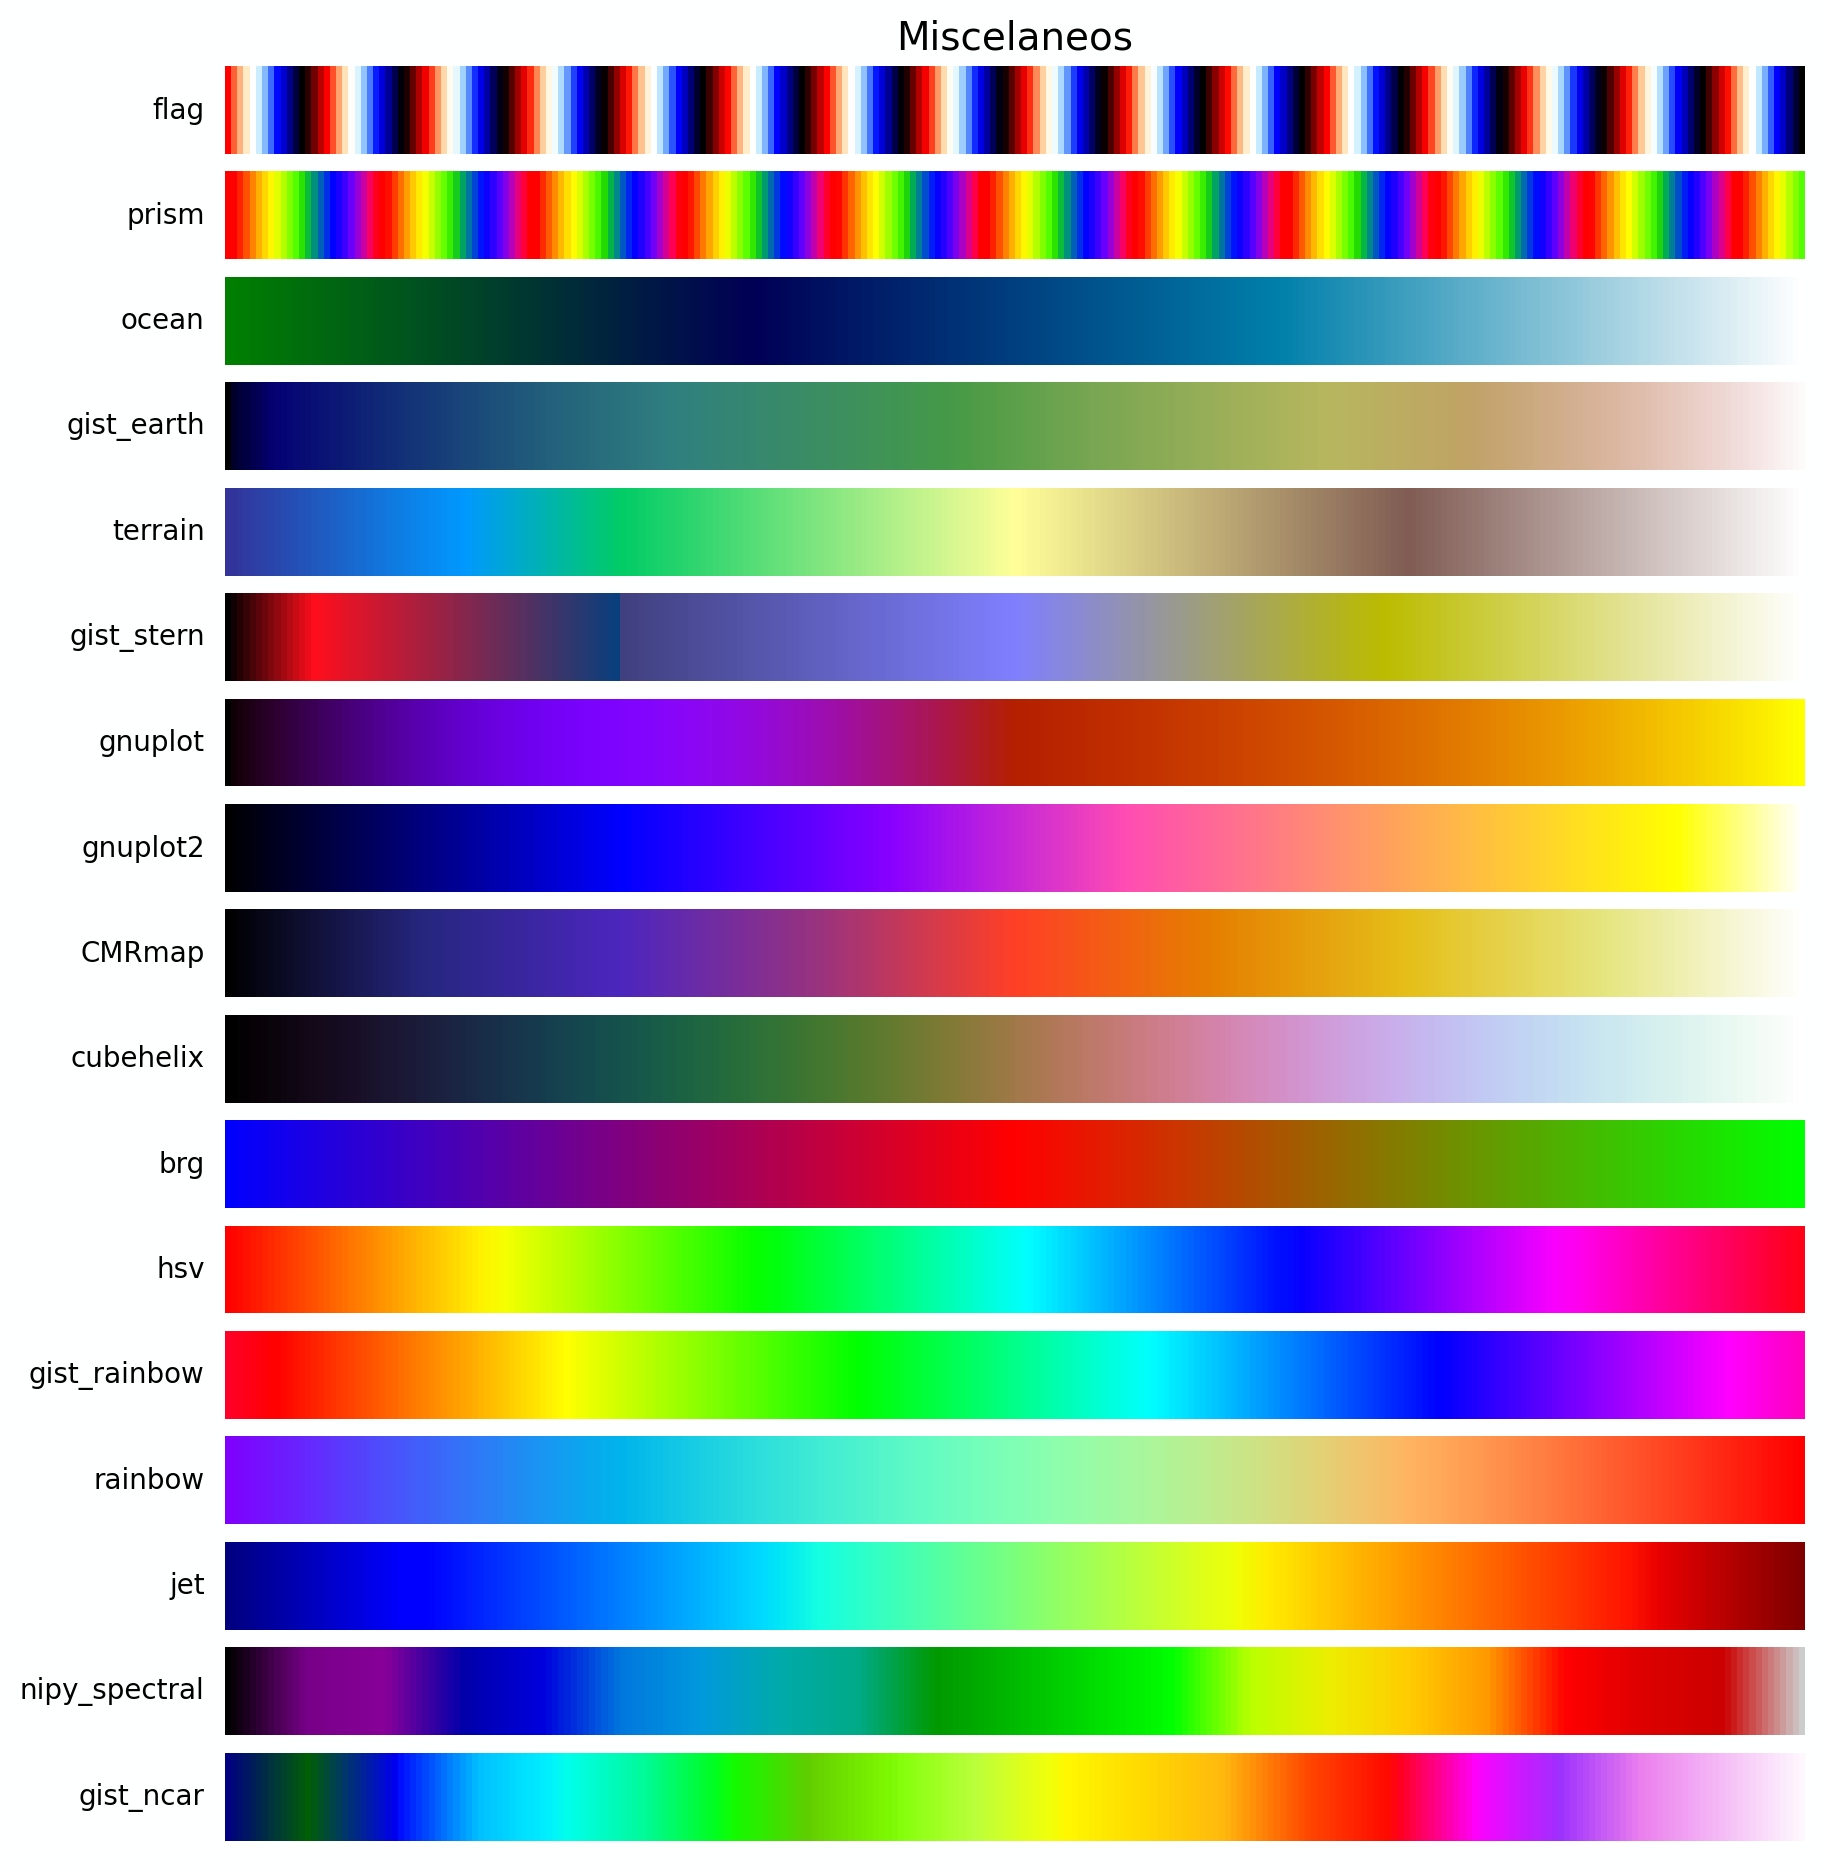 Miscelaneos
flag
prism
ocean
gist_earth
terrain
gist_stern
gnuplot
gnuplot2
CMRmap
cubehelix
brg
hsv
gist_rainbow
rainbow
jet
nipy_spectral
gist_ncar